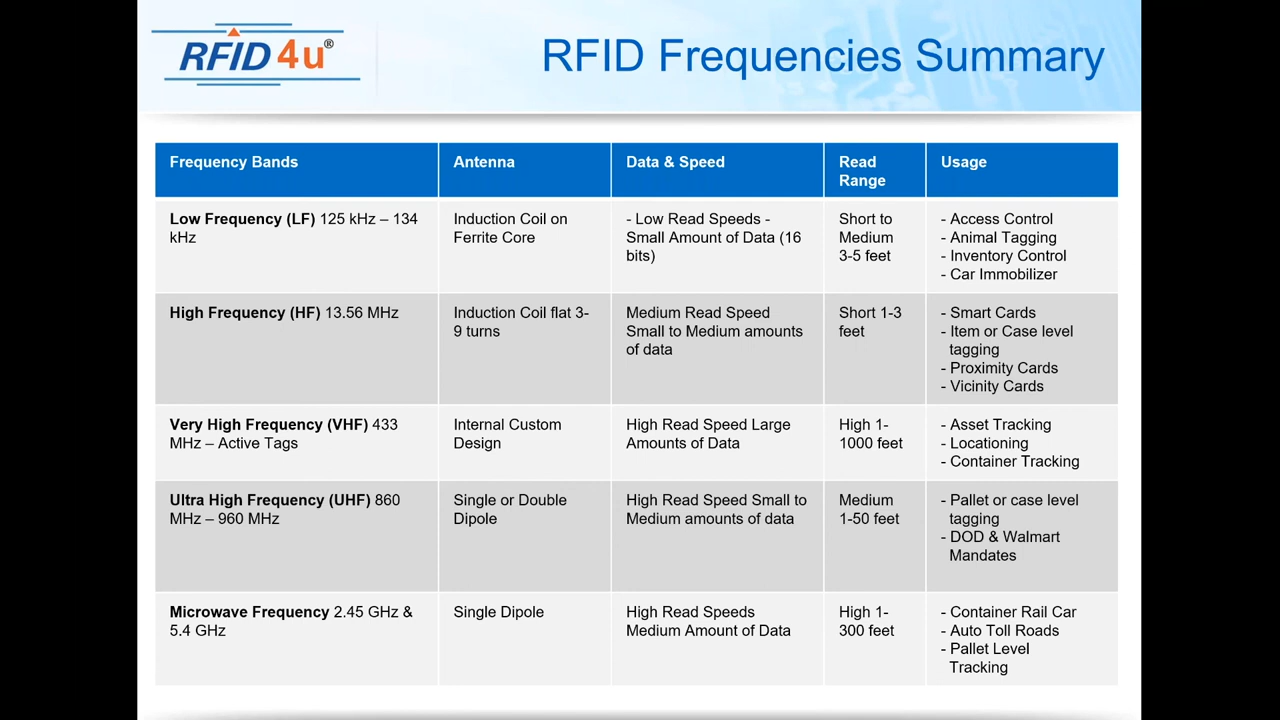 RFID4u®
RFID Frequencies Summary
Frequency Bands
Antenna
Data & Speed
Read
Range
Usage
Low Frequency (LF) 125 kHz – 134
kHz
Induction Coil on
Ferrite Core
- Low Read Speeds -
Small Amount of Data (16
bits)
Short to
Medium
3-5 feet
- Access Control
- Animal Tagging
- Inventory Control
- Car Immobilizer
High Frequency (HF) 13.56 MHz
Induction Coil flat 3-
9 turns
Medium Read Speed
Small to Medium amounts
of data
Short 1-3
feet
- Smart Cards
- Item or Case level
tagging
- Proximity Cards
- Vicinity Cards
Very High Frequency (VHF) 433
MHz – Active Tags
Internal Custom
Design
High Read Speed Large
Amounts of Data
High 1-
1000 feet
- Asset Tracking
- Locationing
- Container Tracking
Ultra High Frequency (UHF) 860
MHz – 960 MHz
Single or Double
Dipole
High Read Speed Small to
Medium amounts of data
Medium
1-50 feet
- Pallet or case level
tagging
- DOD & Walmart
Mandates
Microwave Frequency 2.45 GHz &
5.4 GHz
Single Dipole
High Read Speeds
Medium Amount of Data
High 1-
300 feet
- Container Rail Car
- Auto Toll Roads
- Pallet Level
Tracking